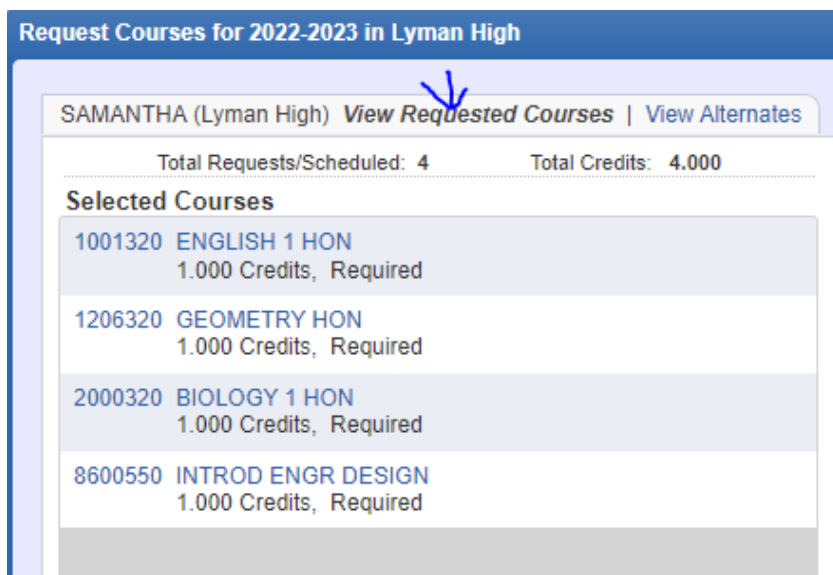 Request Courses for 2022-2023 in Lyman High
SAMANTHA (Lyman High) View Requested Courses | View Alternates
Total Requests/Scheduled: 4 Total Credits: 4.000
Selected Courses
1001320 ENGLISH 1 HON
1.000 Credits, Required
1206320 GEOMETRY HON
1.000 Credits, Required
2000320 BIOLOGY 1 HON
1.000 Credits, Required
8600550 INTROD ENGR DESIGN
1.000 Credits, Required